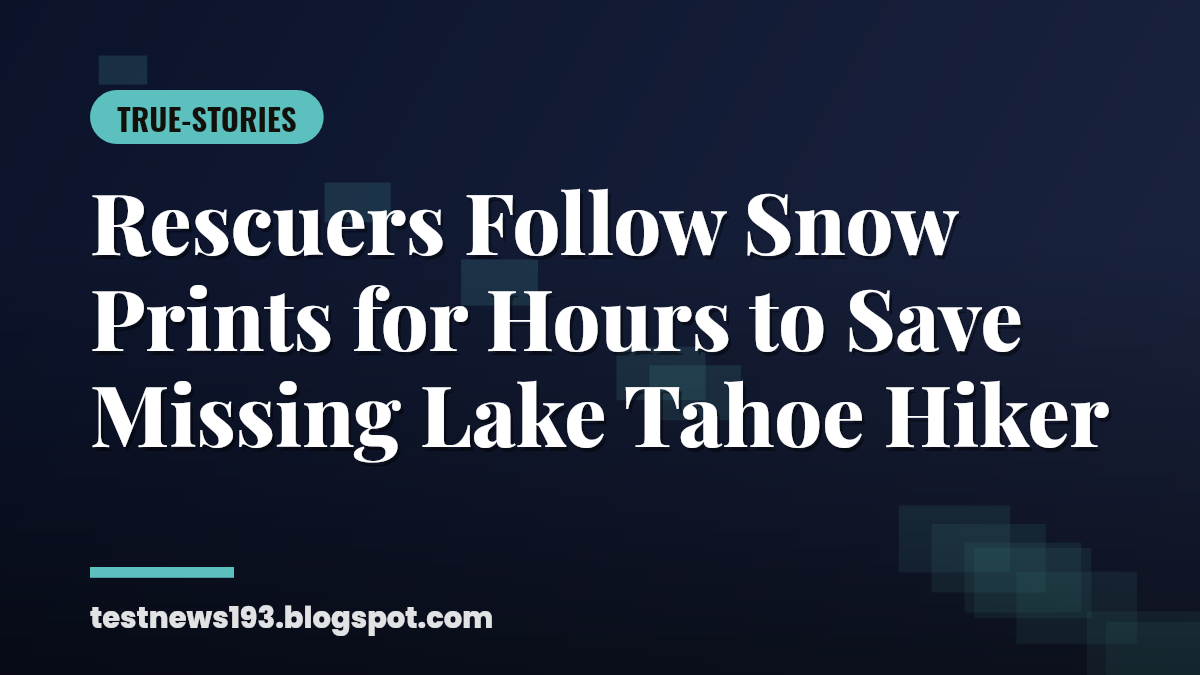 TRUE-STORIES
Rescuers Follow Snow
Prints for Hours to Save
Missing Lake Tahoe Hiker
testnews193.blogspot.com